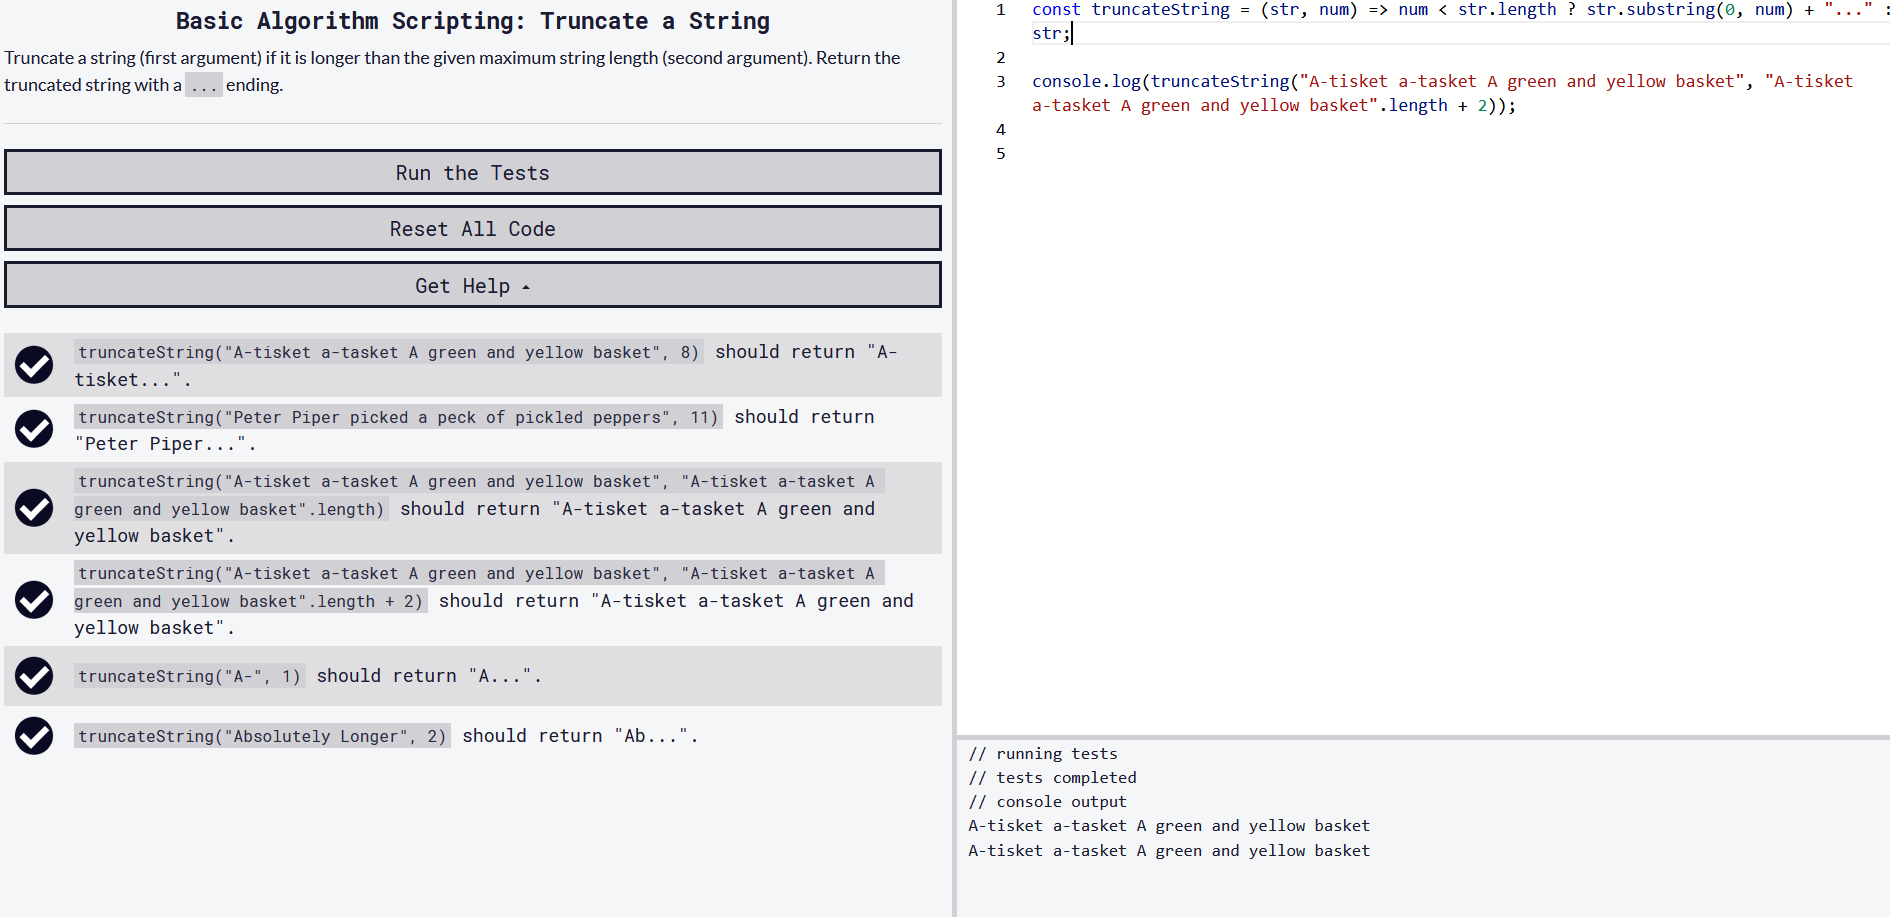 Basic Algorithm Scripting: Truncate a String
Truncate a string (first argument) if it is longer than the given maximum string length (second argument). Return the
truncated string with a ... ending.
Run the Tests
Reset All Code
Get Help
truncateString("A-tisket a-tasket A green and yellow basket", 8) should return "A-
tisket...".
truncateString("Peter Piper picked a peck of pickled peppers", 11) should return
"Peter Piper...".
truncateString("A-tisket a-tasket A green and yellow basket", "A-tisket a-tasket A
green and yellow basket".length) should return "A-tisket a-tasket A green and
yellow basket".
truncateString("A-tisket a-tasket A green and yellow basket", "A-tisket a-tasket A
green and yellow basket".length + 2) should return "A-tisket a-tasket A green and
yellow basket".
truncateString("A-", 1) should return "A...".
truncateString("Absolutely Longer", 2) should return "Ab...".
1 const truncateString = (str, num) => num < str.length ? str.substring(0, num) + "..." :
str;
2
3 console.log(truncateString("A-tisket a-tasket A green and yellow basket", "A-tisket
a-tasket A green and yellow basket".length + 2));
4
5
// running tests
// tests completed
// console output
A-tisket a-tasket A green and yellow basket
A-tisket a-tasket A green and yellow basket